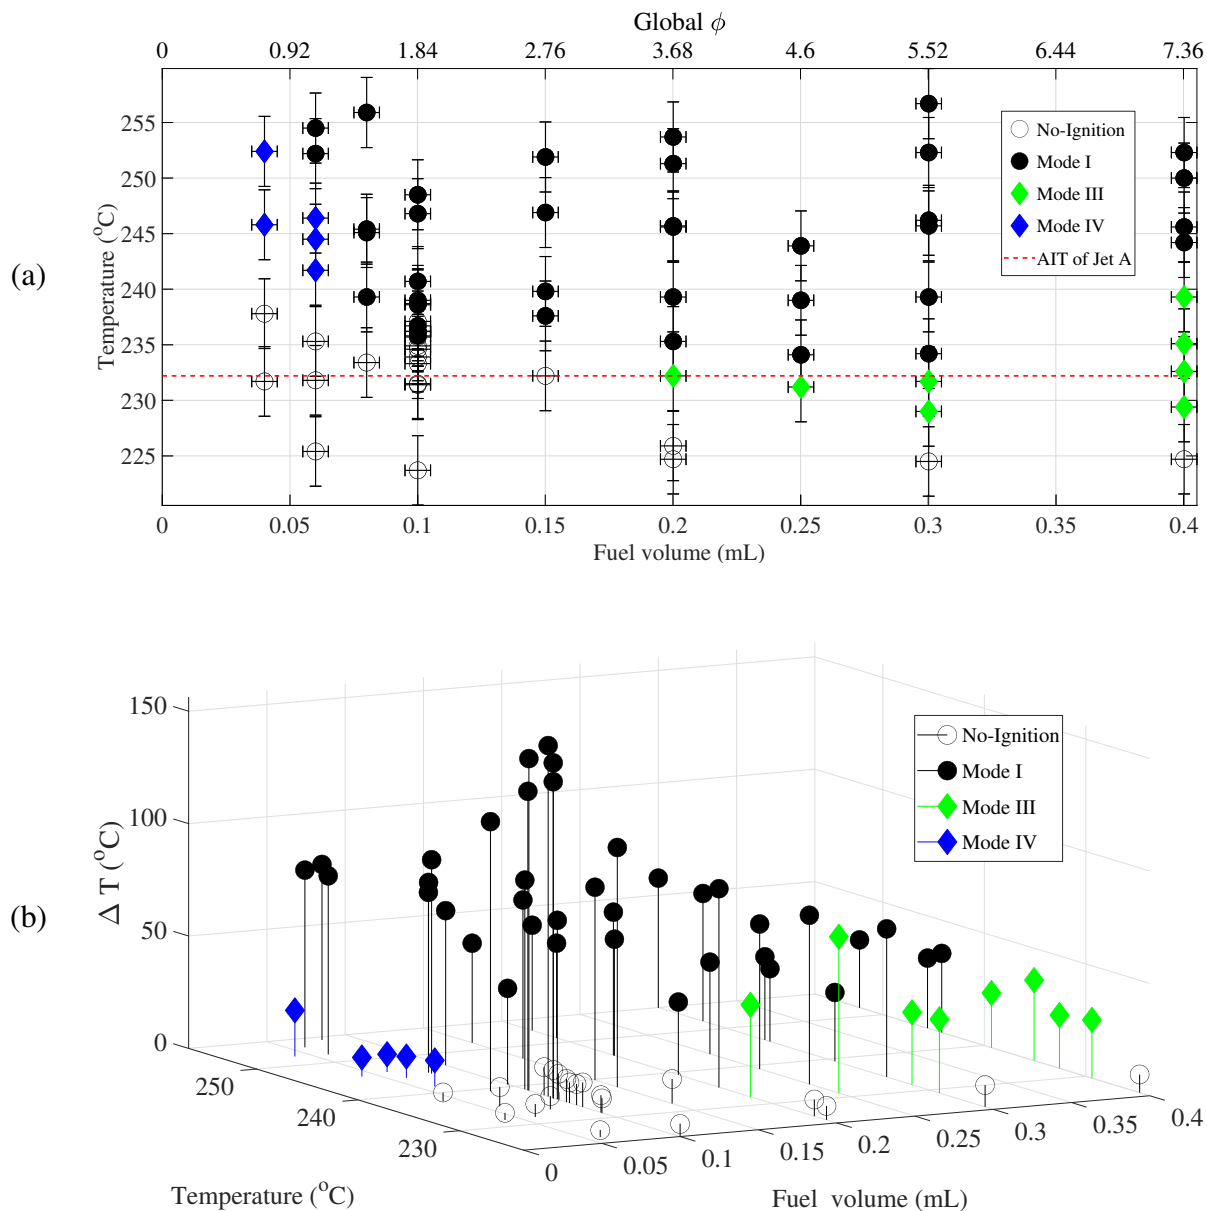 Global ϕ
0 0.92 1.84 2.76 3.68 4.6 5.52 6.44 7.36
(a)
Temperature (°C)
255
250
245
240
235
230
225
No-Ignition
Mode I
Mode III
Mode IV
AIT of Jet A
0 0.05 0.1 0.15 0.2 0.25 0.3 0.35 0.4
Fuel volume (mL)
(b)
Δ T (°C)
150
100
50
0
No-Ignition
Mode I
Mode III
Mode IV
250 240 230
0 0.05 0.1 0.15 0.2 0.25 0.3 0.35 0.4
Temperature (°C)
Fuel volume (mL)